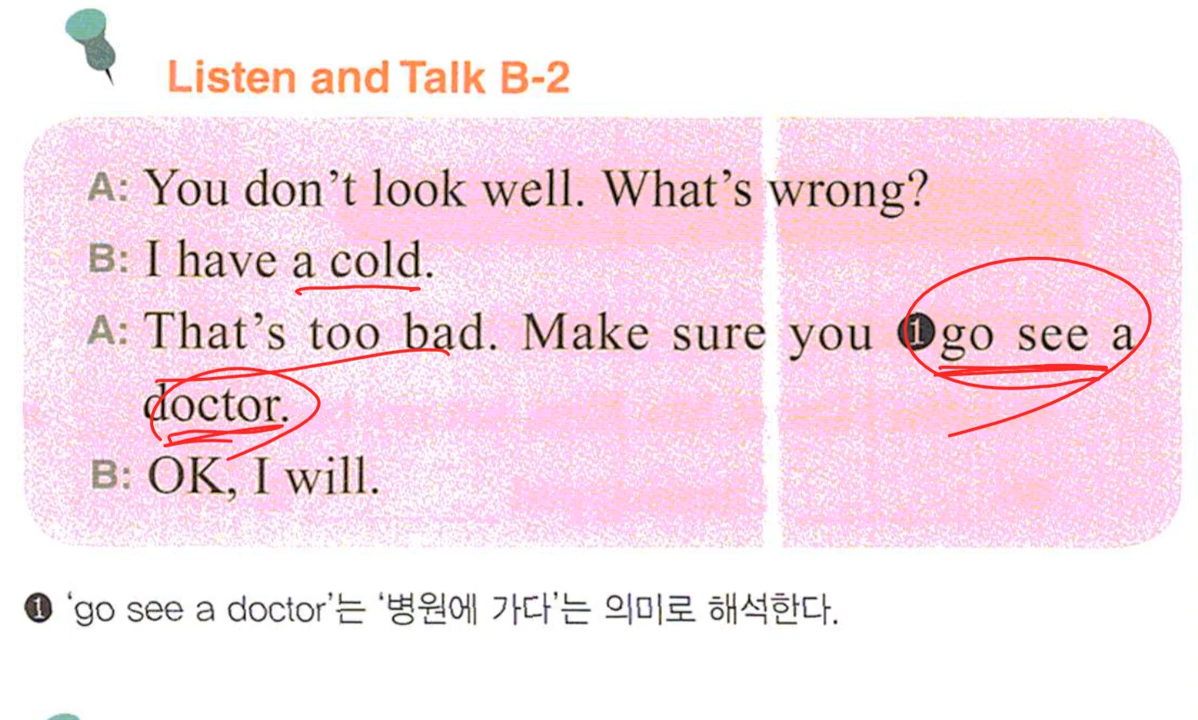 Listen and Talk B-2
A: You don't look well. What's wrong?
B: I have a cold.
A: That's too bad. Make sure you ❶go see a
doctor.
B: OK, I will.
❶ 'go see a doctor'는 '병원에 가다'는 의미로 해석한다.